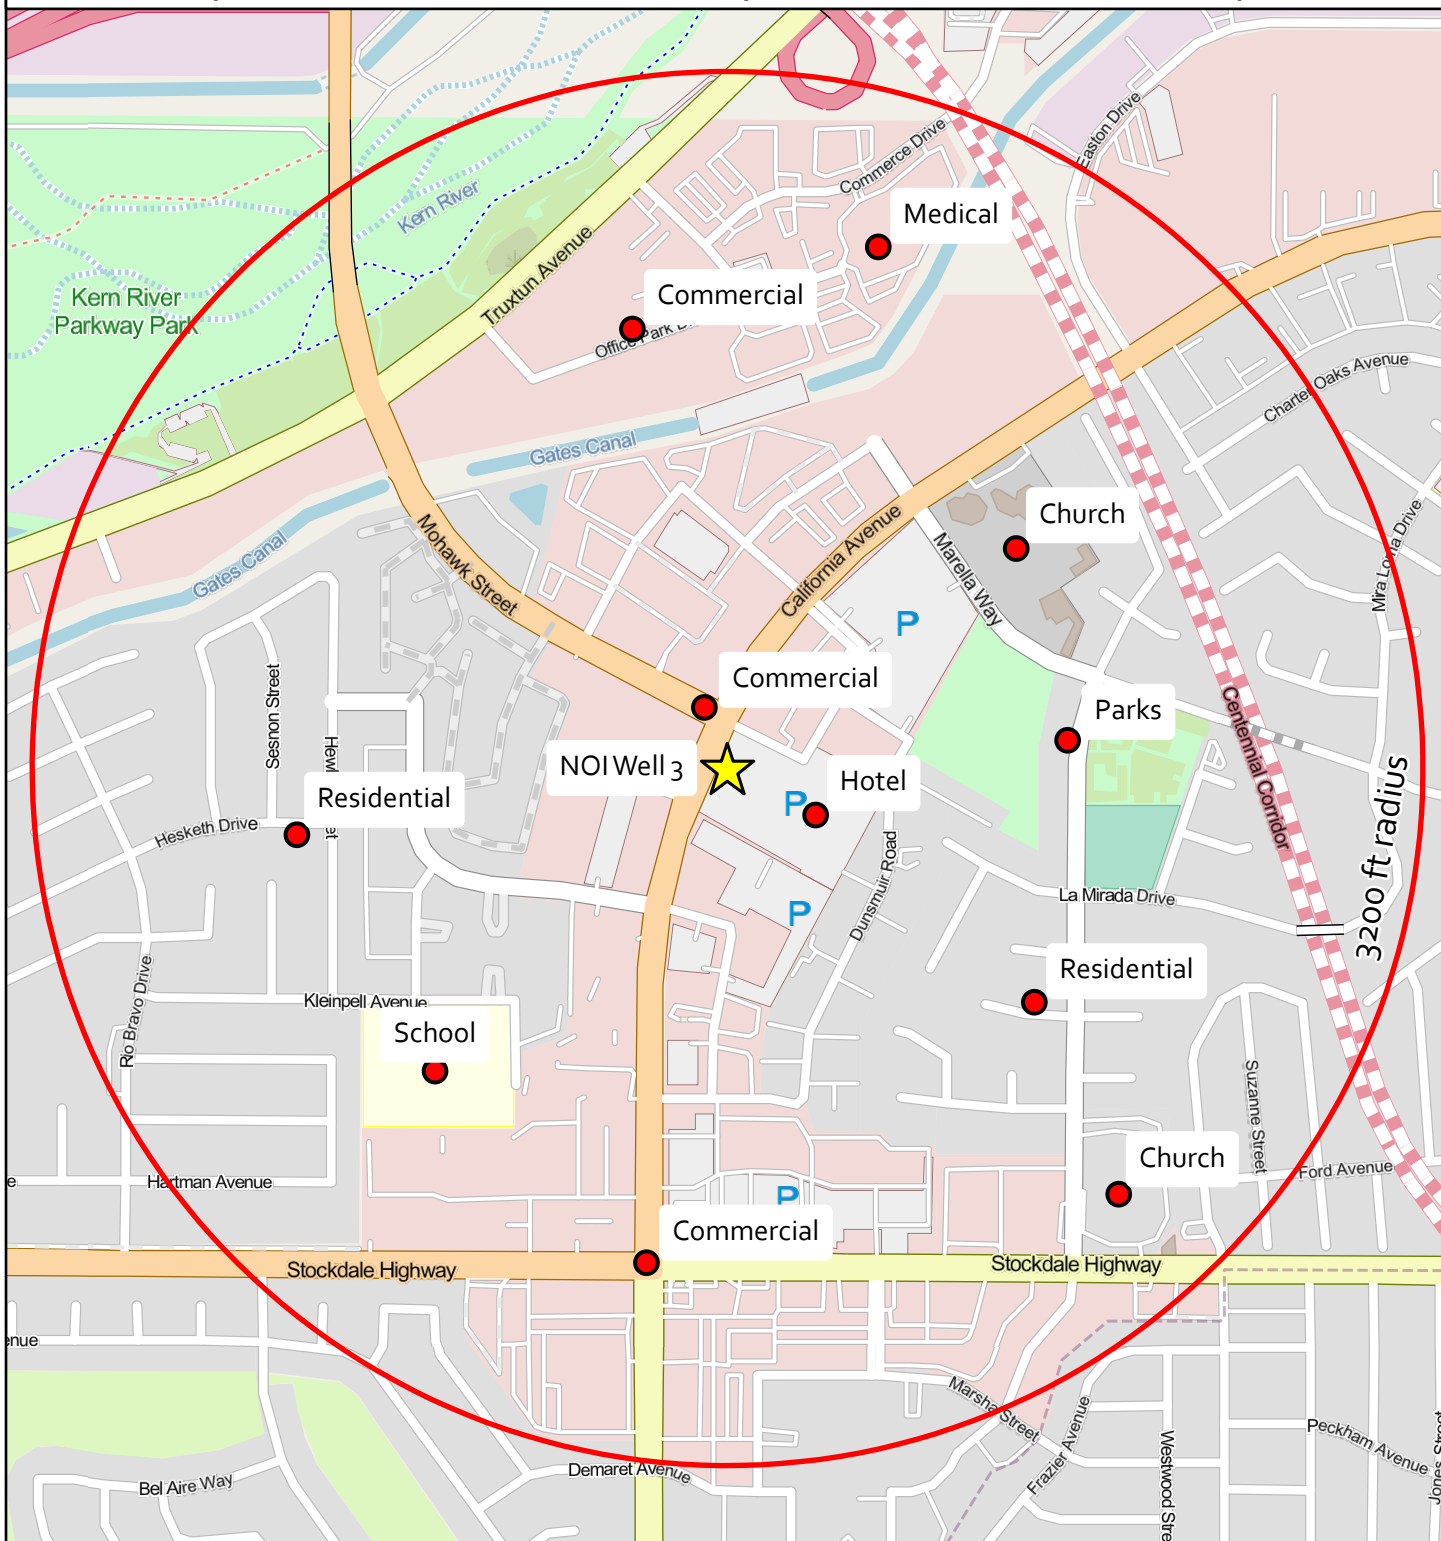 Easton Drive
Commerce Drive
Kern River
Medical
Truxtun Avenue
Kern River
Parkway Park
Commercial
Office Park
Charter Oaks Avenue
Gates Canal
Mira Loma Drive
Church
California Avenue
Mohawk Street
Marella Way
Gates Canal
P
Sesnon Street
Commercial
Parks
Centennial Corridor
NOI Well 3
Hotel
P
Residential
3200 ft radius
Hesketh Drive
Dunsmuir Road
La Mirada Drive
P
Residential
Rio Bravo Drive
Kleinpell Avenue
School
Suzanne Street
Church
Ford Avenue
Hartman Avenue
P
Commercial
Stockdale Highway
Stockdale Highway
enue
Marsha Street
Frazier Avenue
Peckham Avenue
Westwood Stre
Demaret Avenue
Bel Aire Way